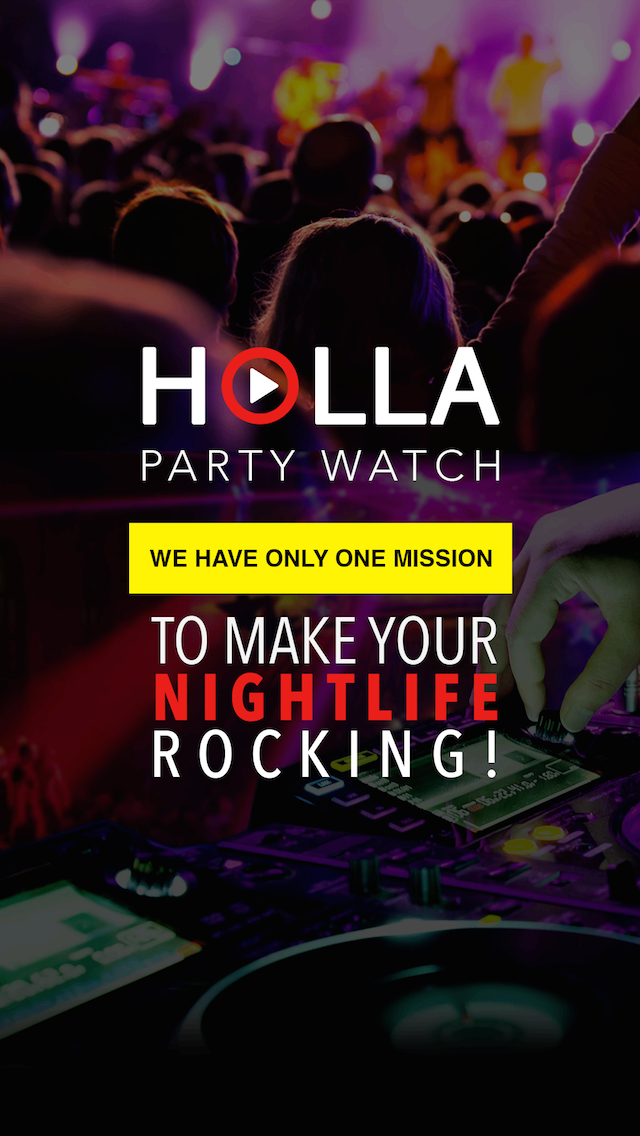 HOLLA
PARTY WATCH
WE HAVE ONLY ONE MISSION
TO MAKE YOUR
NIGHTLIFE
ROCKING!